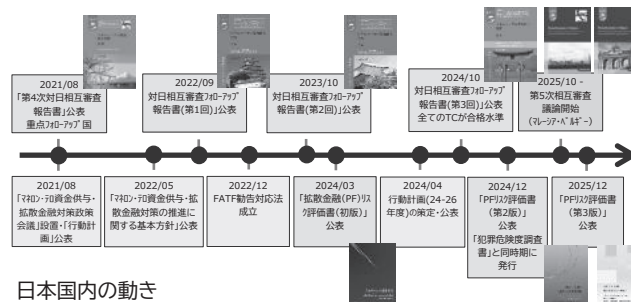 2021/08
「第4次対日相互審査
報告書」公表
重点フォローアップ国
2022/09
対日相互審査フォローアップ
報告書(第1回)」公表
2023/10
対日相互審査フォローアップ
報告書(第2回)」公表
2024/10
対日相互審査フォローアップ
報告書(第3回)」公表
全てのTCが合格水準
2025/10 -
第5次相互審査
議論開始
(マレーシア・ベルギー)
2021/08
「マネロン・テロ資金供与・
拡散金融対策政策
会議」設置・「行動計
画」公表
2022/05
「マネロン・テロ資金供与・拡
散金融対策の推進に
関する基本方針」公表
2022/12
FATF勧告対応法
成立
2024/03
「拡散金融(PF)リス
ク評価書(初版)」
公表
2024/04
行動計画(24-26
年度)の策定・公表
2024/12
「PFリスク評価書
(第2版)」
公表
「犯罪危険度調査
書」と同時期に
発行
2025/12
「PFリスク評価書
(第3版)」
公表
日本国内の動き